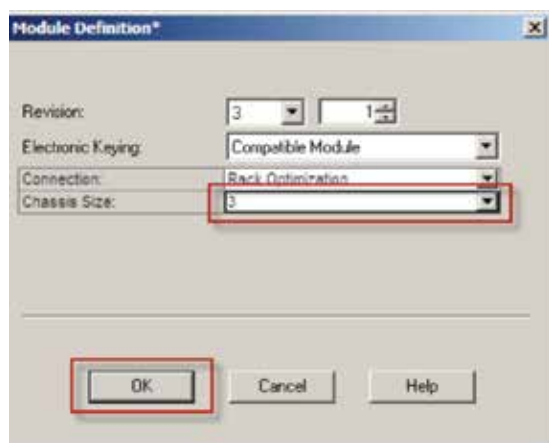 Module Definition*
Revision: 3 1
Electronic Keying: Compatible Module
Connection: Rack Optimization
Chassis Size: 3
OK Cancel Help